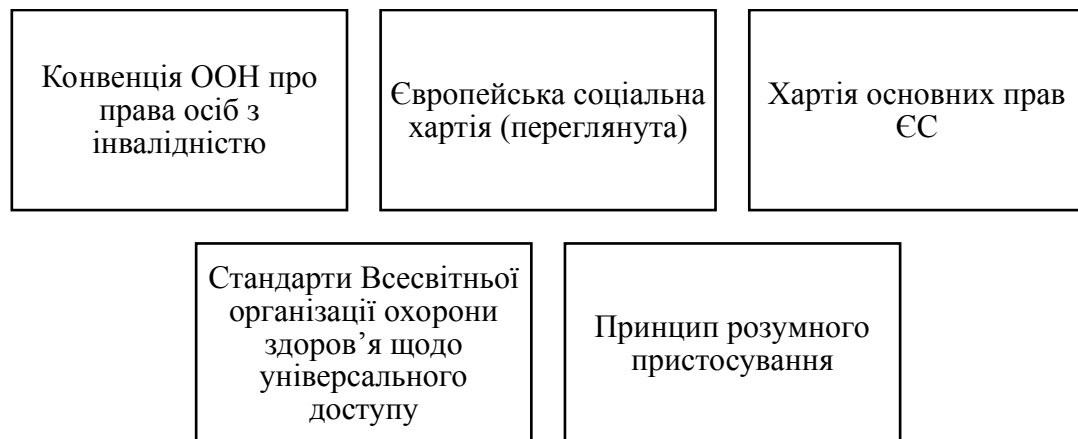 Конвенція ООН про
права осіб з
інвалідністю
Європейська соціальна
хартія (переглянута)
Хартія основних прав
ЄС
Стандарти Всесвітньої
організації охорони
здоров’я щодо
універсального
доступу
Принцип розумного
пристосування